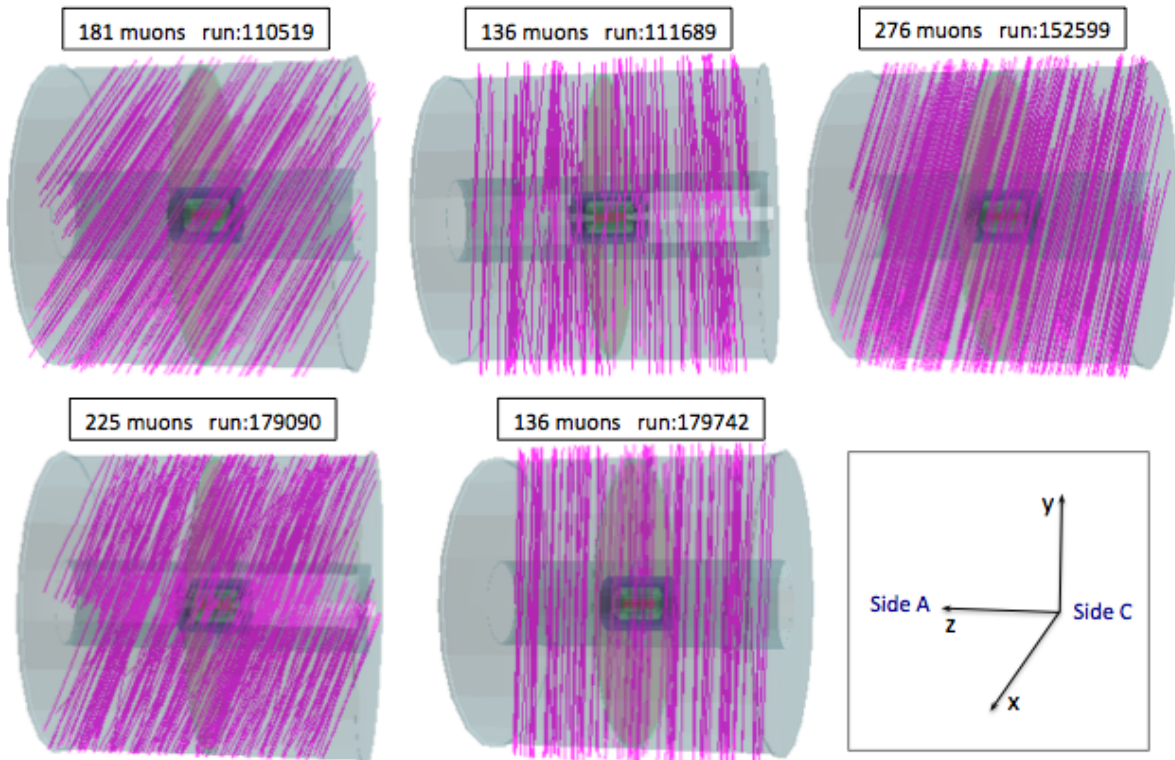 181 muons run:110519
136 muons run:111689
276 muons run:152599
225 muons run:179090
136 muons run:179742
y
Side A
z
Side C
x